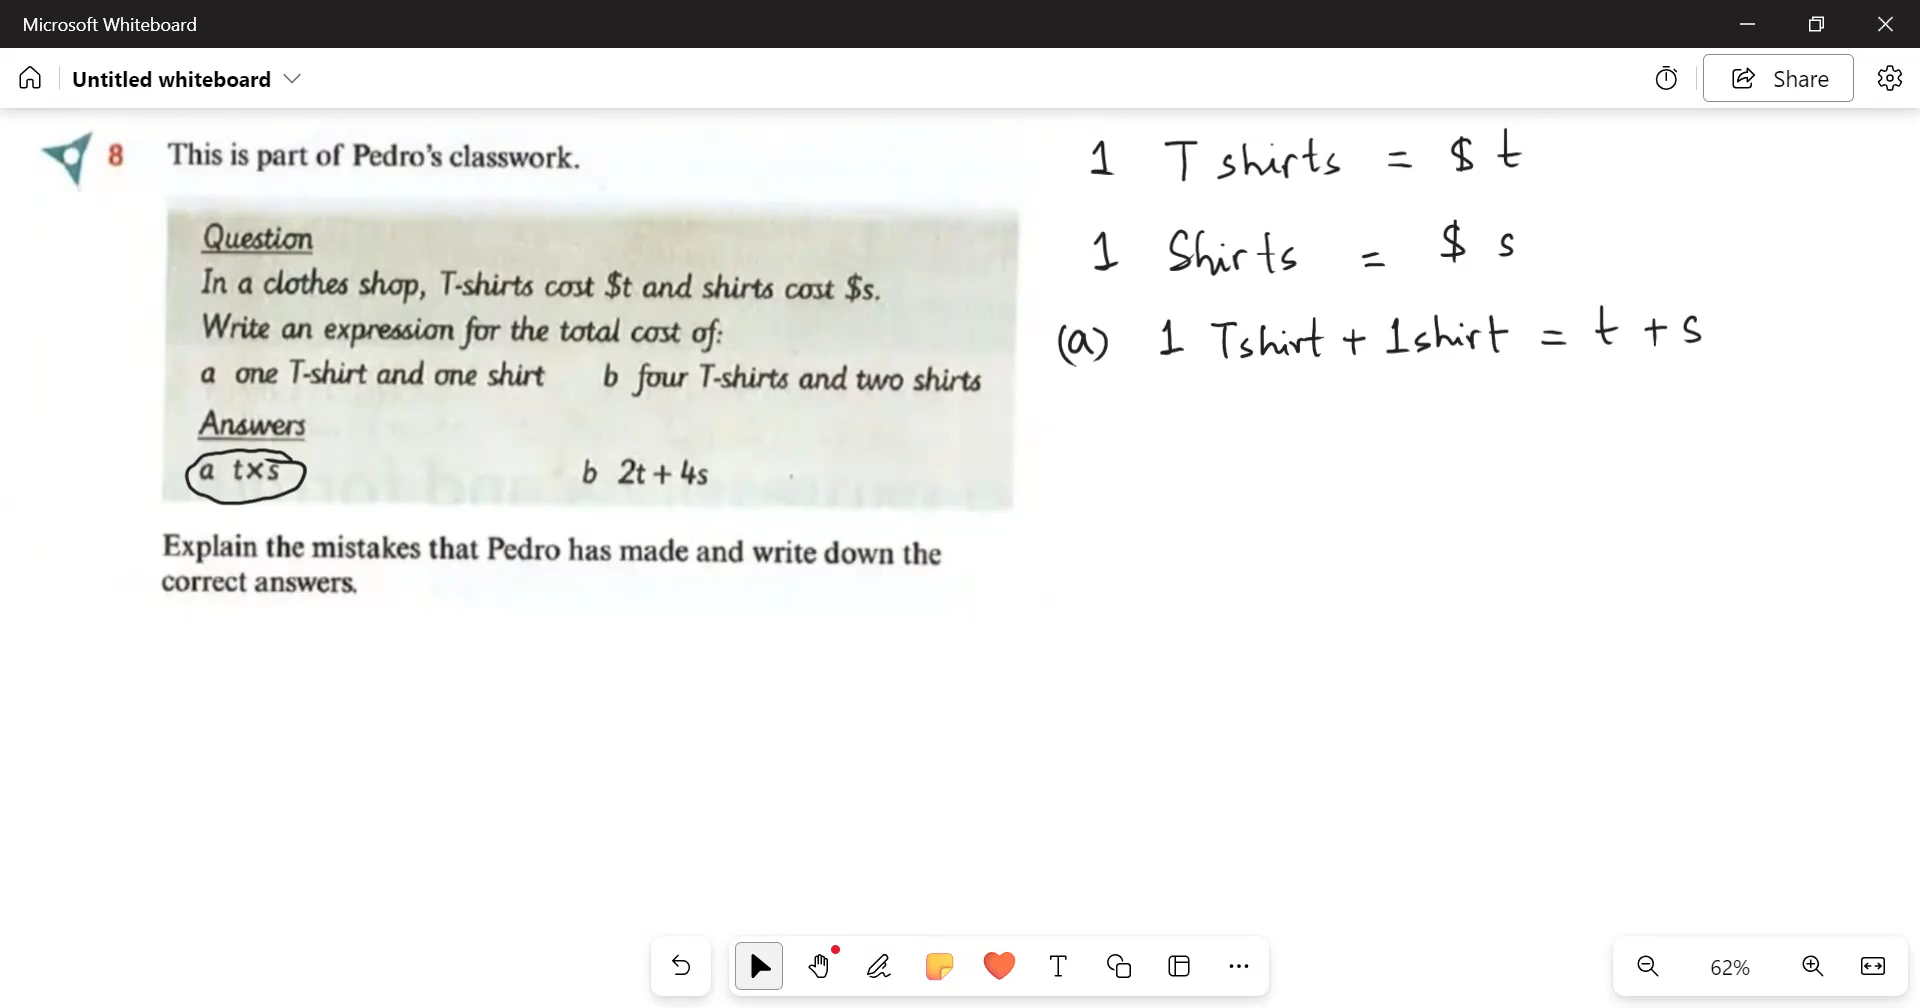 Microsoft Whiteboard
Untitled whiteboard
Share
8 This is part of Pedro's classwork.
Question
In a clothes shop, T-shirts cost $t and shirts cost $s.
Write an expression for the total cost of:
a one T-shirt and one shirt b four T-shirts and two shirts
Answers
a t×s b 2t + 4s
Explain the mistakes that Pedro has made and write down the
correct answers.
1 T shirts = $ t
1 Shirts = $ s
(a) 1 Tshirt + 1 shirt = t + s
62%